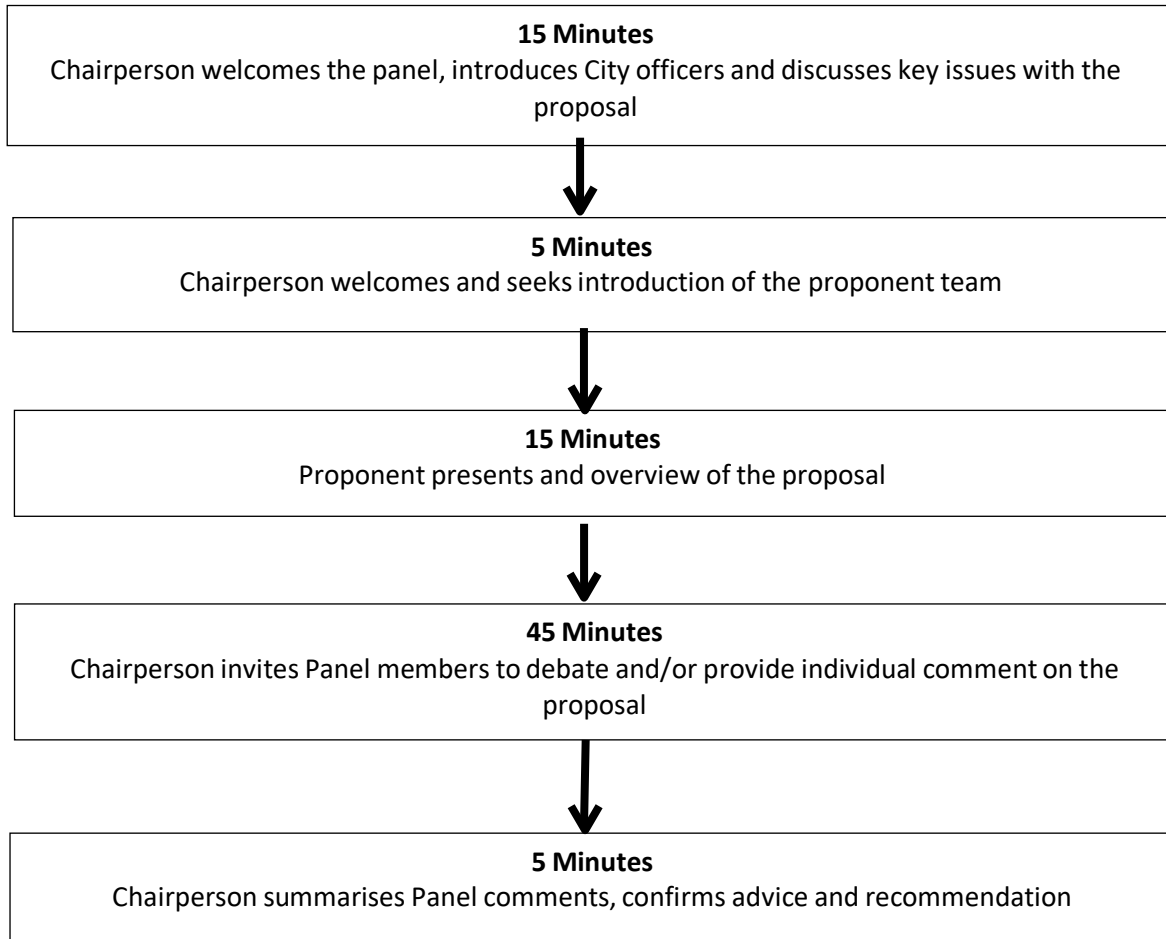 15 Minutes
Chairperson welcomes the panel, introduces City officers and discusses key issues with the
proposal
5 Minutes
Chairperson welcomes and seeks introduction of the proponent team
15 Minutes
Proponent presents and overview of the proposal
45 Minutes
Chairperson invites Panel members to debate and/or provide individual comment on the
proposal
5 Minutes
Chairperson summarises Panel comments, confirms advice and recommendation